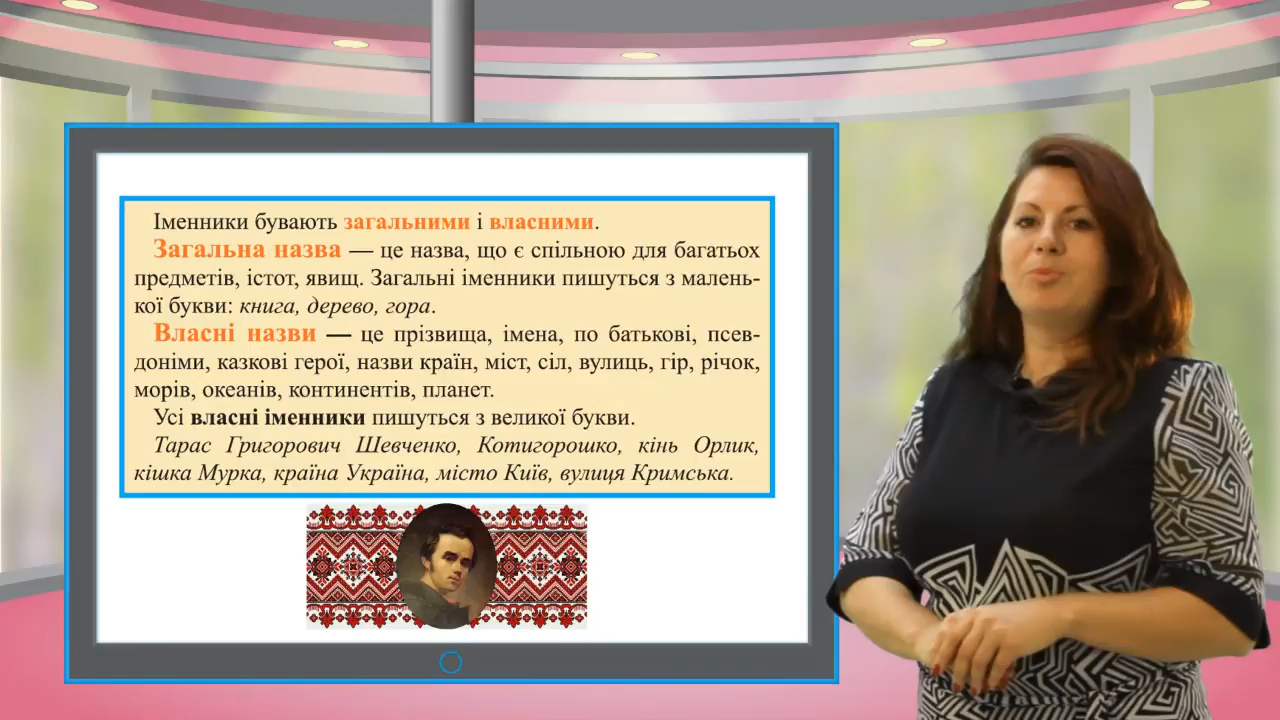 Іменники бувають загальними і власними.
Загальна назва — це назва, що є спільною для багатьох
предметів, істот, явищ. Загальні іменники пишуться з малень-
кої букви: книга, дерево, гора.
Власні назви — це прізвища, імена, по батькові, псев-
доніми, казкові герої, назви країн, міст, сіл, вулиць, гір, річок,
морів, океанів, континентів, планет.
Усі власні іменники пишуться з великої букви.
Тарас Григорович Шевченко, Котигорошко, кінь Орлик,
кішка Мурка, країна Україна, місто Київ, вулиця Кримська.